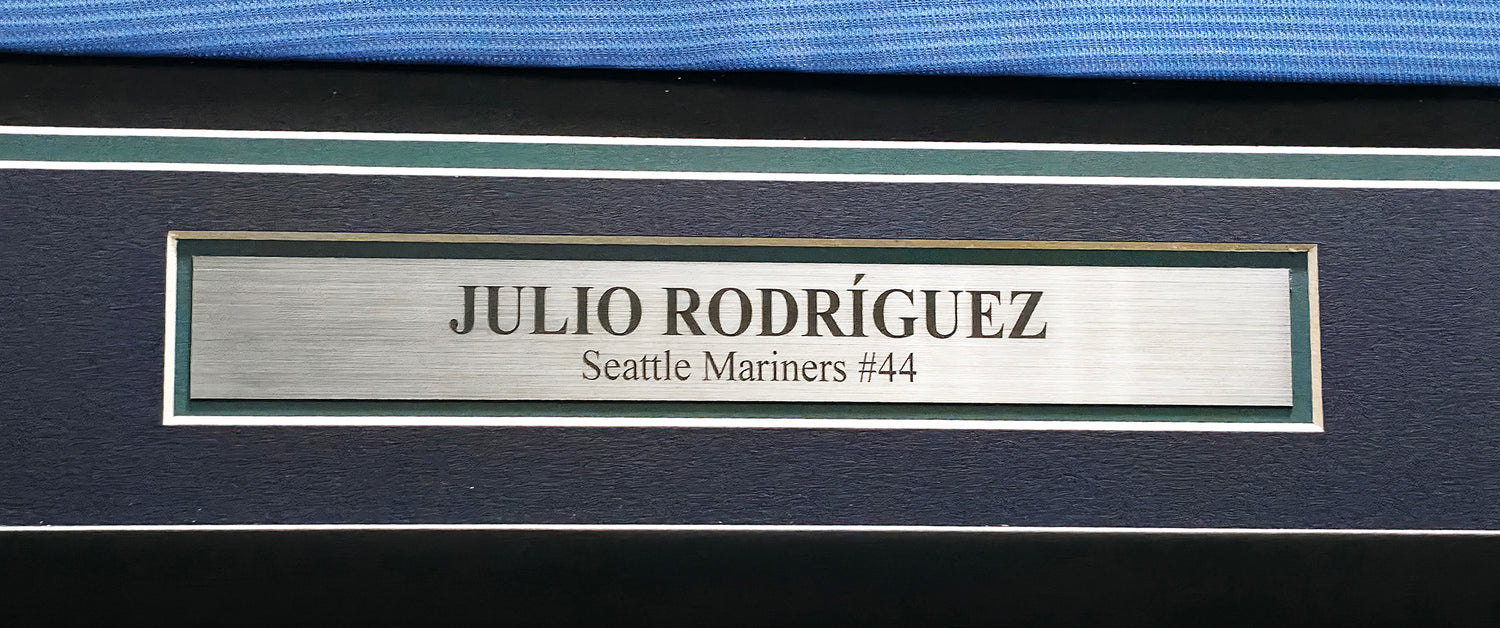 JULIO RODRÍGUEZ
Seattle Mariners #44